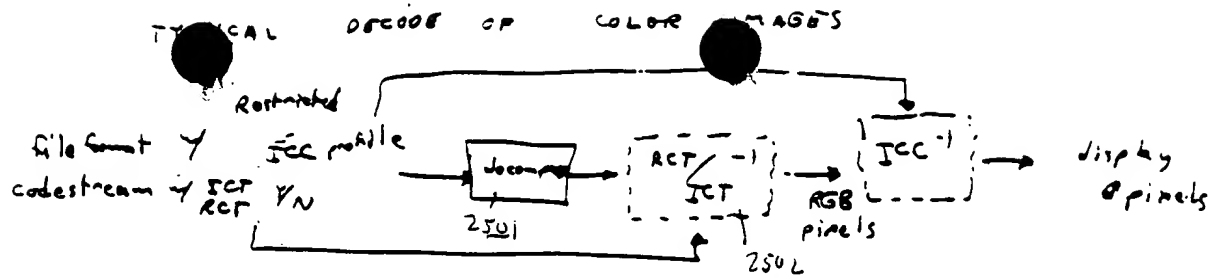 DECODE OF COLOR
Restricted
file format w/ ICC profile
codestream w/ ICT RCT Y/N
decomp
2501
RCT/ICT -1
2502
RGB pixels
ICC -1
display pixels